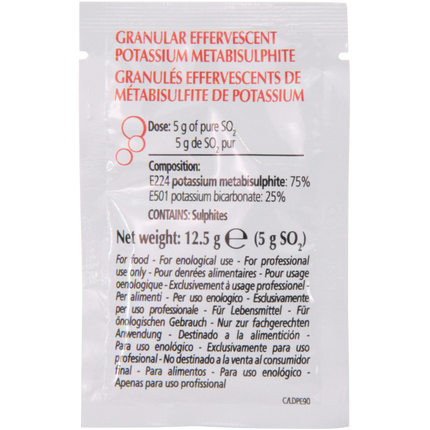 GRANULAR EFFERVESCENT
POTASSIUM METABISULPHITE
GRANULÉS EFFERVESCENTS DE
MÉTABISULFITE DE POTASSIUM
Dose: 5 g of pure SO₂
5 g de SO₂ pur
Composition:
E224 potassium metabisulphite: 75%
E501 potassium bicarbonate: 25%
CONTAINS: Sulphites
Net weight: 12.5 g ℮ (5 g SO₂)
For food - For enological use - For professional
use only - Pour denrées alimentaires - Pour usage
oenologique - Exclusivement à usage professionel -
Per alimenti - Per uso enologico - Esclusivamente
per uso professionale - Für Lebensmittel - Für
önologischen Gebrauch - Nur zur fachgerechten
Anwendung - Destinado a la alimentición -
Para uso enológico - Exclusivamente para uso
profesional - No destinado a la venta al consumidor
final - Para alimentos - Para uso enológico -
Apenas para uso profissional
C/LDPE90